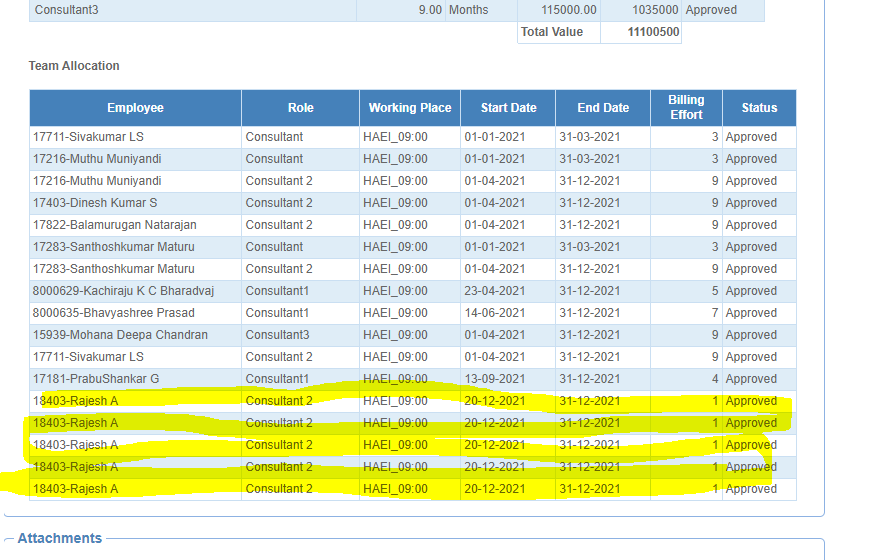 Consultant3 9.00 Months 115000.00 1035000 Approved
Total Value 11100500
Team Allocation
Employee Role Working Place Start Date End Date Billing Effort Status
17711-Sivakumar LS Consultant HAEI_09:00 01-01-2021 31-03-2021 3 Approved
17216-Muthu Muniyandi Consultant HAEI_09:00 01-01-2021 31-03-2021 3 Approved
17216-Muthu Muniyandi Consultant 2 HAEI_09:00 01-04-2021 31-12-2021 9 Approved
17403-Dinesh Kumar S Consultant 2 HAEI_09:00 01-04-2021 31-12-2021 9 Approved
17822-Balamurugan Natarajan Consultant 2 HAEI_09:00 01-04-2021 31-12-2021 9 Approved
17283-Santhoshkumar Maturu Consultant HAEI_09:00 01-01-2021 31-03-2021 3 Approved
17283-Santhoshkumar Maturu Consultant 2 HAEI_09:00 01-04-2021 31-12-2021 9 Approved
8000629-Kachiraju K C Bharadvaj Consultant1 HAEI_09:00 23-04-2021 31-12-2021 5 Approved
8000635-Bhavyashree Prasad Consultant1 HAEI_09:00 14-06-2021 31-12-2021 7 Approved
15939-Mohana Deepa Chandran Consultant3 HAEI_09:00 01-04-2021 31-12-2021 9 Approved
17711-Sivakumar LS Consultant 2 HAEI_09:00 01-04-2021 31-12-2021 9 Approved
17181-PrabuShankar G Consultant1 HAEI_09:00 13-09-2021 31-12-2021 4 Approved
18403-Rajesh A Consultant 2 HAEI_09:00 20-12-2021 31-12-2021 1 Approved
18403-Rajesh A Consultant 2 HAEI_09:00 20-12-2021 31-12-2021 1 Approved
18403-Rajesh A Consultant 2 HAEI_09:00 20-12-2021 31-12-2021 1 Approved
18403-Rajesh A Consultant 2 HAEI_09:00 20-12-2021 31-12-2021 1 Approved
18403-Rajesh A Consultant 2 HAEI_09:00 20-12-2021 31-12-2021 1 Approved
Attachments